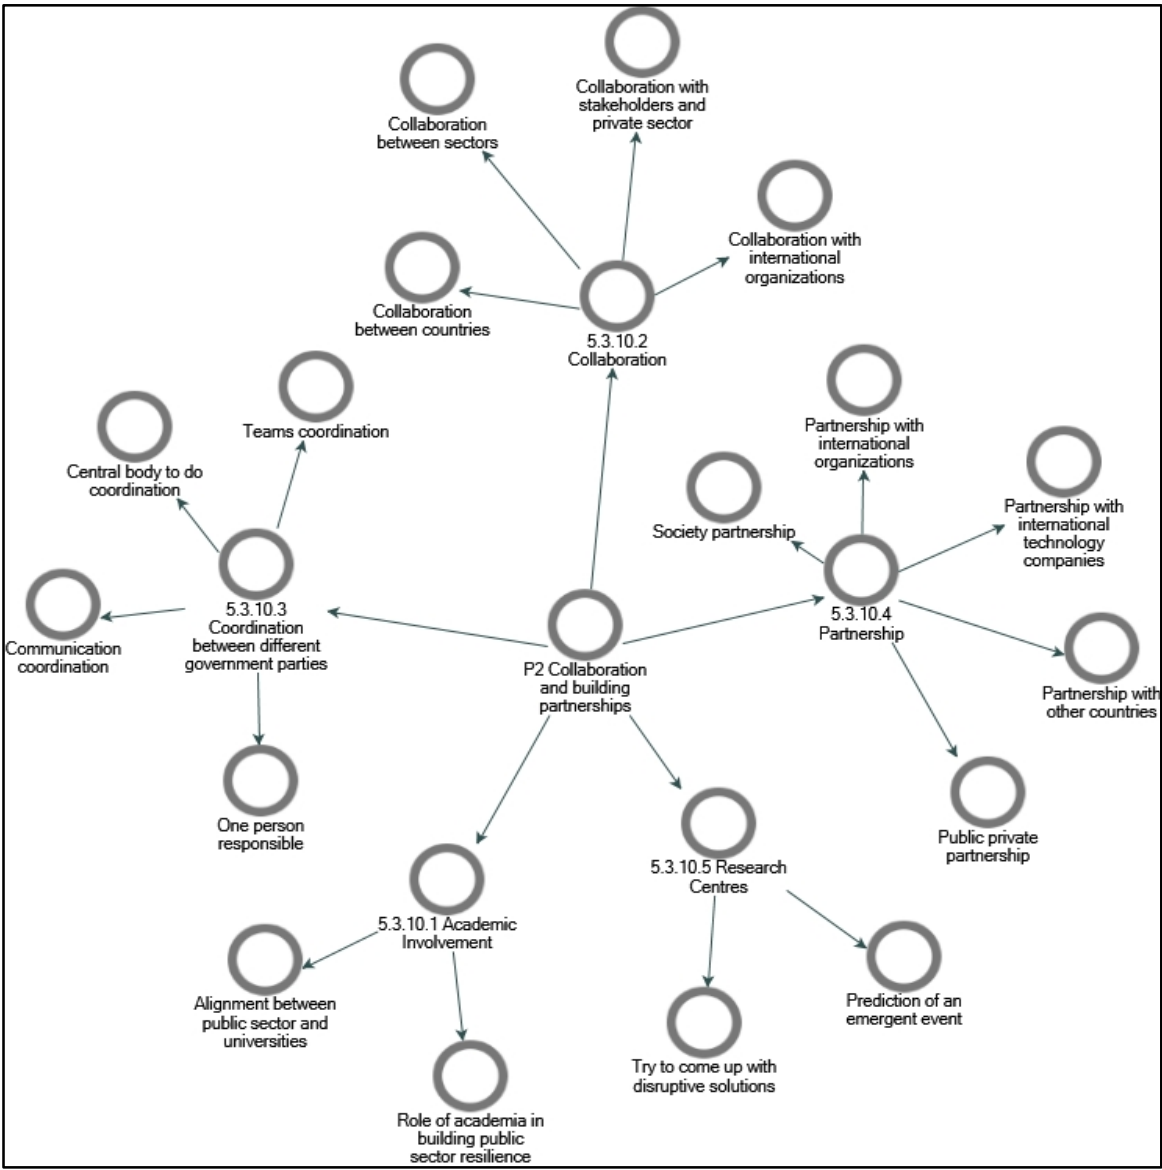 Collaboration with
stakeholders and
private sector
Collaboration
between sectors
Collaboration with
international
organizations
Collaboration
between countries
5.3.10.2
Collaboration
Teams coordination
Central body to do
coordination
Partnership with
international
organizations
Society partnership
Partnership with
international
technology
companies
5.3.10.3
Coordination
between different
government parties
Communication
coordination
5.3.10.4
Partnership
P2 Collaboration
and building
partnerships
Partnership with
other countries
One person
responsible
Public private
partnership
5.3.10.5 Research
Centres
5.3.10.1 Academic
Involvement
Alignment between
public sector and
universities
Prediction of an
emergent event
Try to come up with
disruptive solutions
Role of academia in
building public
sector resilience